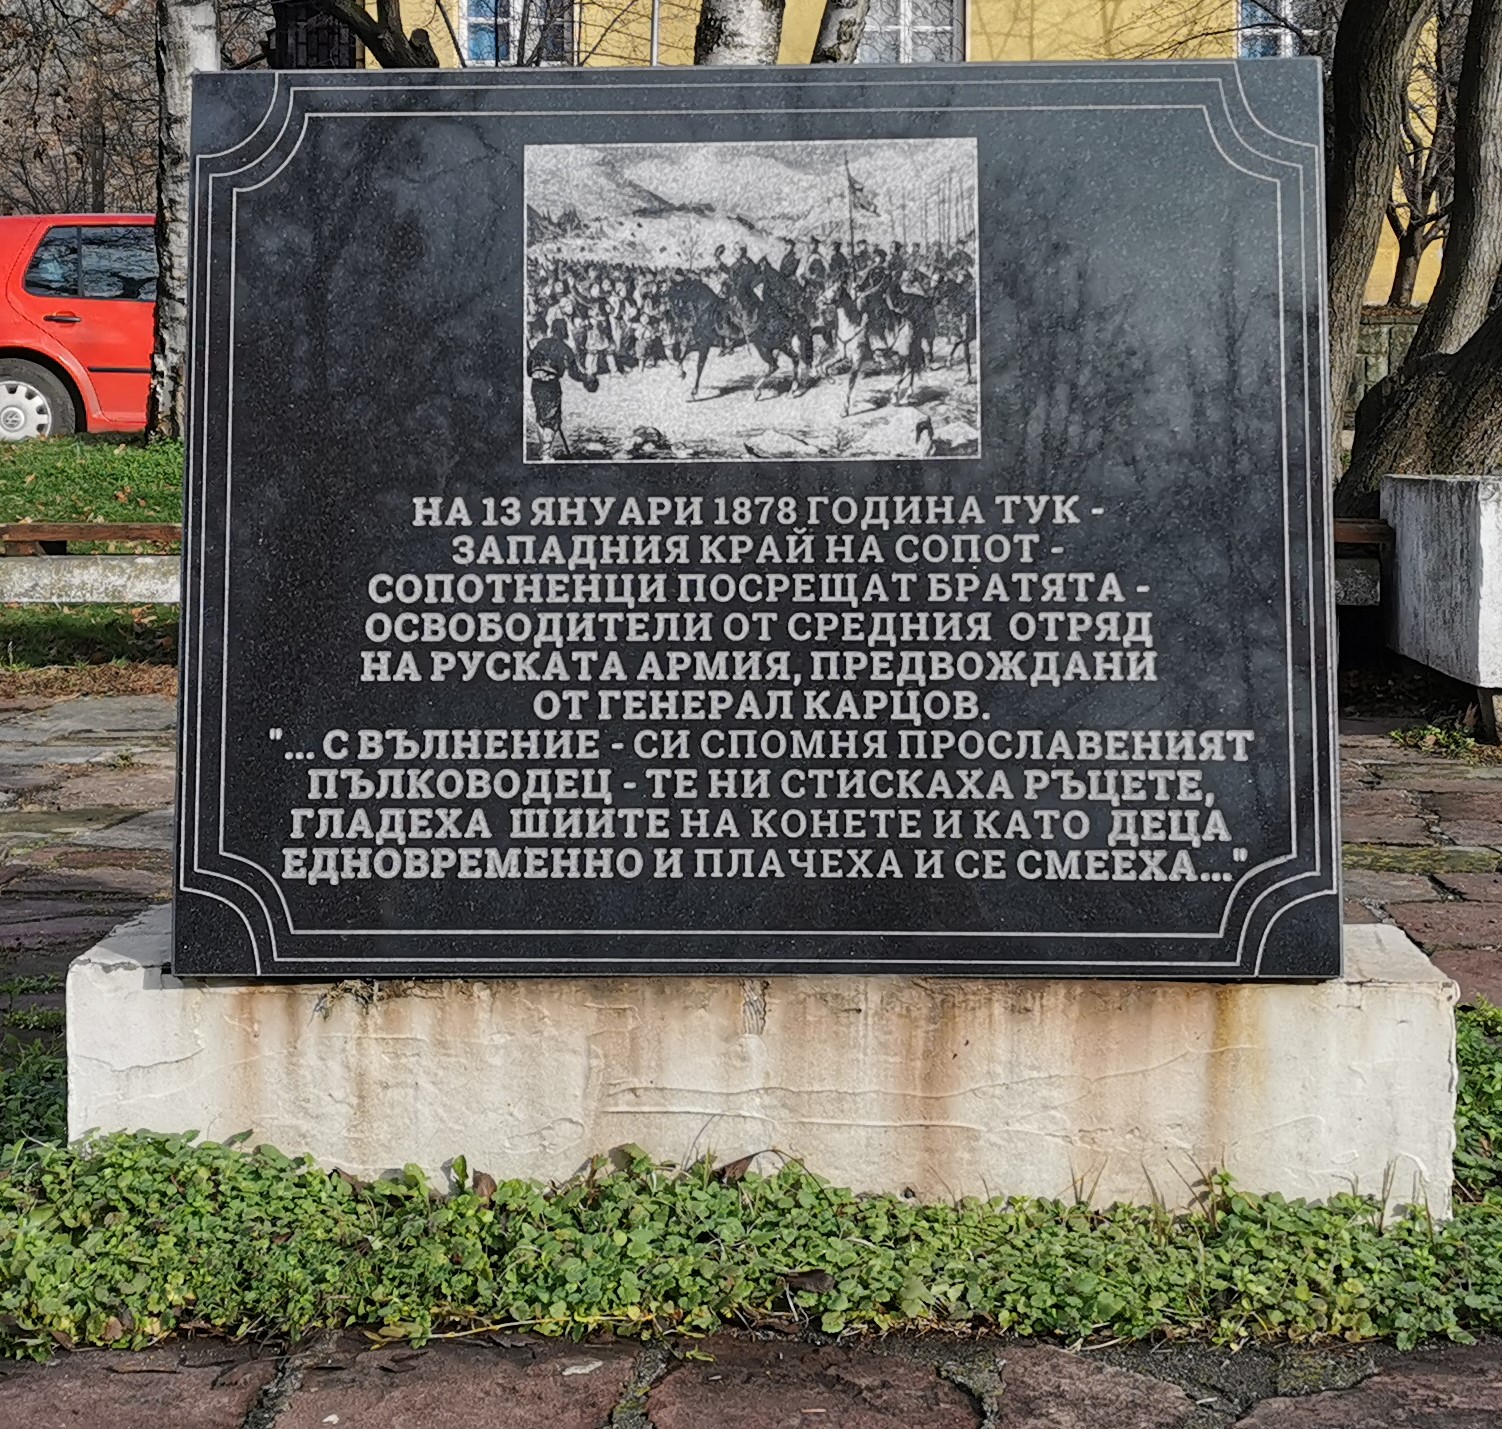 НА 13 ЯНУАРИ 1878 ГОДИНА ТУК -
ЗАПАДНИЯ КРАЙ НА СОПОТ -
СОПОТНЕНЦИ ПОСРЕЩАТ БРАТЯТА -
ОСВОБОДИТЕЛИ ОТ СРЕДНИЯ ОТРЯД
НА РУСКАТА АРМИЯ, ПРЕДВОЖДАНИ
ОТ ГЕНЕРАЛ КАРЦОВ.
"... С ВЪЛНЕНИЕ - СИ СПОМНЯ ПРОСЛАВЕНИЯТ
ПЪЛКОВОДЕЦ - ТЕ НИ СТИСКАХА РЪЦЕТЕ,
ГЛАДЕХА ШИИТЕ НА КОНЕТЕ И КАТО ДЕЦА
ЕДНОВРЕМЕННО И ПЛАЧЕХА И СЕ СМЕЕХА..."